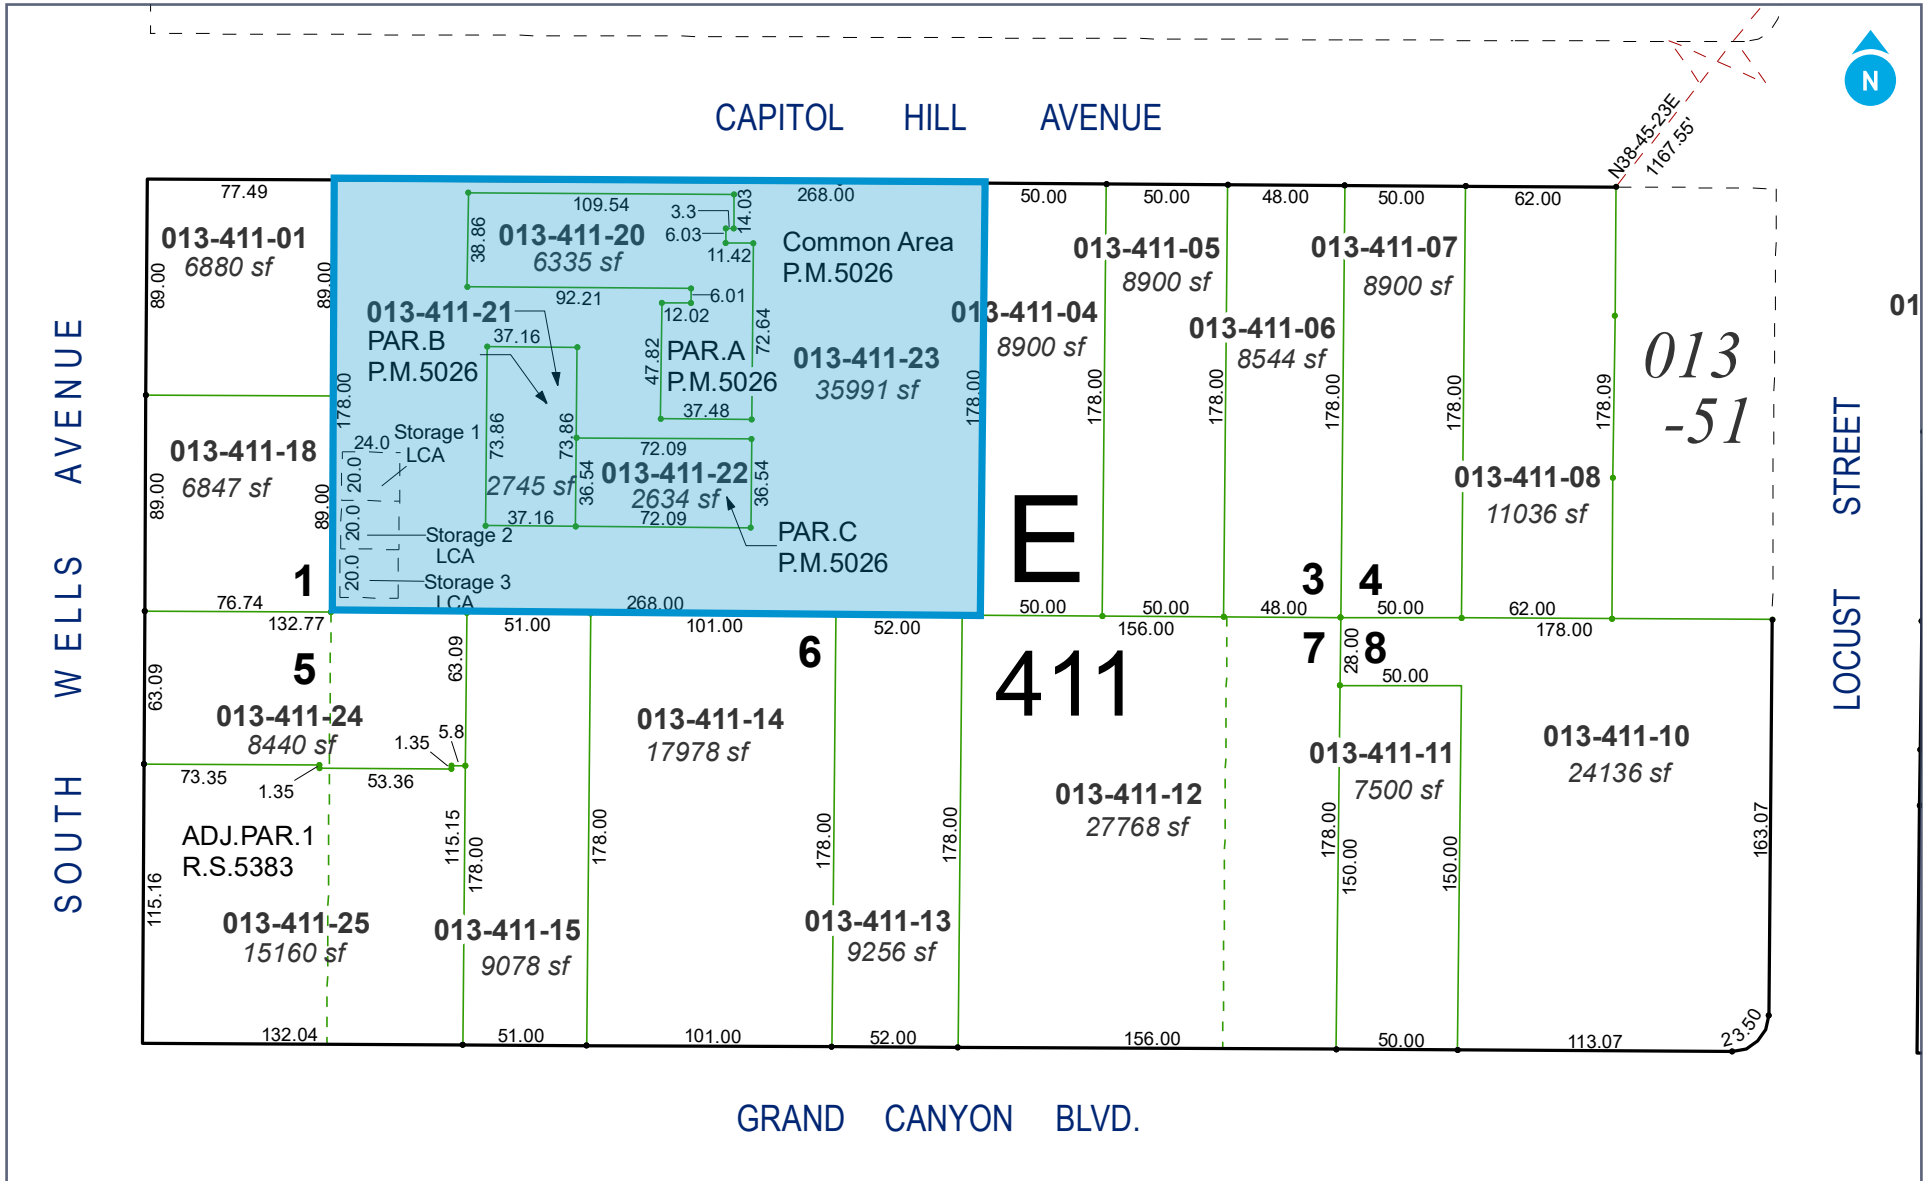 CAPITOL HILL AVENUE
N
N38-45-23E
1167.55'
77.49
268.00
50.00
50.00
48.00
50.00
62.00
013-411-01
6880 sf
89.00
89.00
109.54
3.3
14.03
38.86
013-411-20
6335 sf
6.03
11.42
Common Area
P.M.5026
92.21
6.01
12.02
013-411-21
PAR.B
P.M.5026
37.16
47.82
PAR.A
P.M.5026
72.64
013-411-23
35991 sf
37.48
178.00
178.00
013-411-04
8900 sf
013-411-05
8900 sf
013-411-06
8544 sf
013-411-07
8900 sf
013-411-08
11036 sf
178.00
178.00
178.00
178.00
178.09
013
-51
01
SOUTH WELLS AVENUE
LOCUST STREET
013-411-18
6847 sf
89.00
89.00
24.0
Storage 1
LCA
20.0
20.0
Storage 2
LCA
20.0
Storage 3
LCA
73.86
73.86
2745 sf
37.16
72.09
013-411-22
2634 sf
36.54
36.54
72.09
PAR.C
P.M.5026
E
1
3
4
76.74
268.00
50.00
50.00
48.00
50.00
62.00
132.77
51.00
101.00
52.00
156.00
178.00
5
6
7
8
411
63.09
63.09
28.00
50.00
013-411-24
8440 sf
1.35
5.8
73.35
1.35
53.36
013-411-14
17978 sf
013-411-12
27768 sf
013-411-11
7500 sf
013-411-10
24136 sf
ADJ.PAR.1
R.S.5383
115.16
115.15
178.00
178.00
178.00
178.00
178.00
150.00
150.00
163.07
013-411-25
15160 sf
013-411-15
9078 sf
013-411-13
9256 sf
132.04
51.00
101.00
52.00
156.00
50.00
113.07
23.50
GRAND CANYON BLVD.